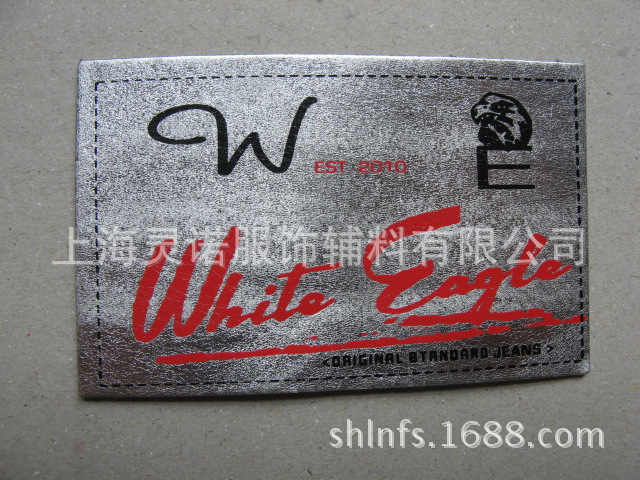 W
EST 2010
E
上海灵诺服饰辅料有限公司
White Eagle
<ORIGINAL STANDARD JEANS>
shlnfs.1688.com